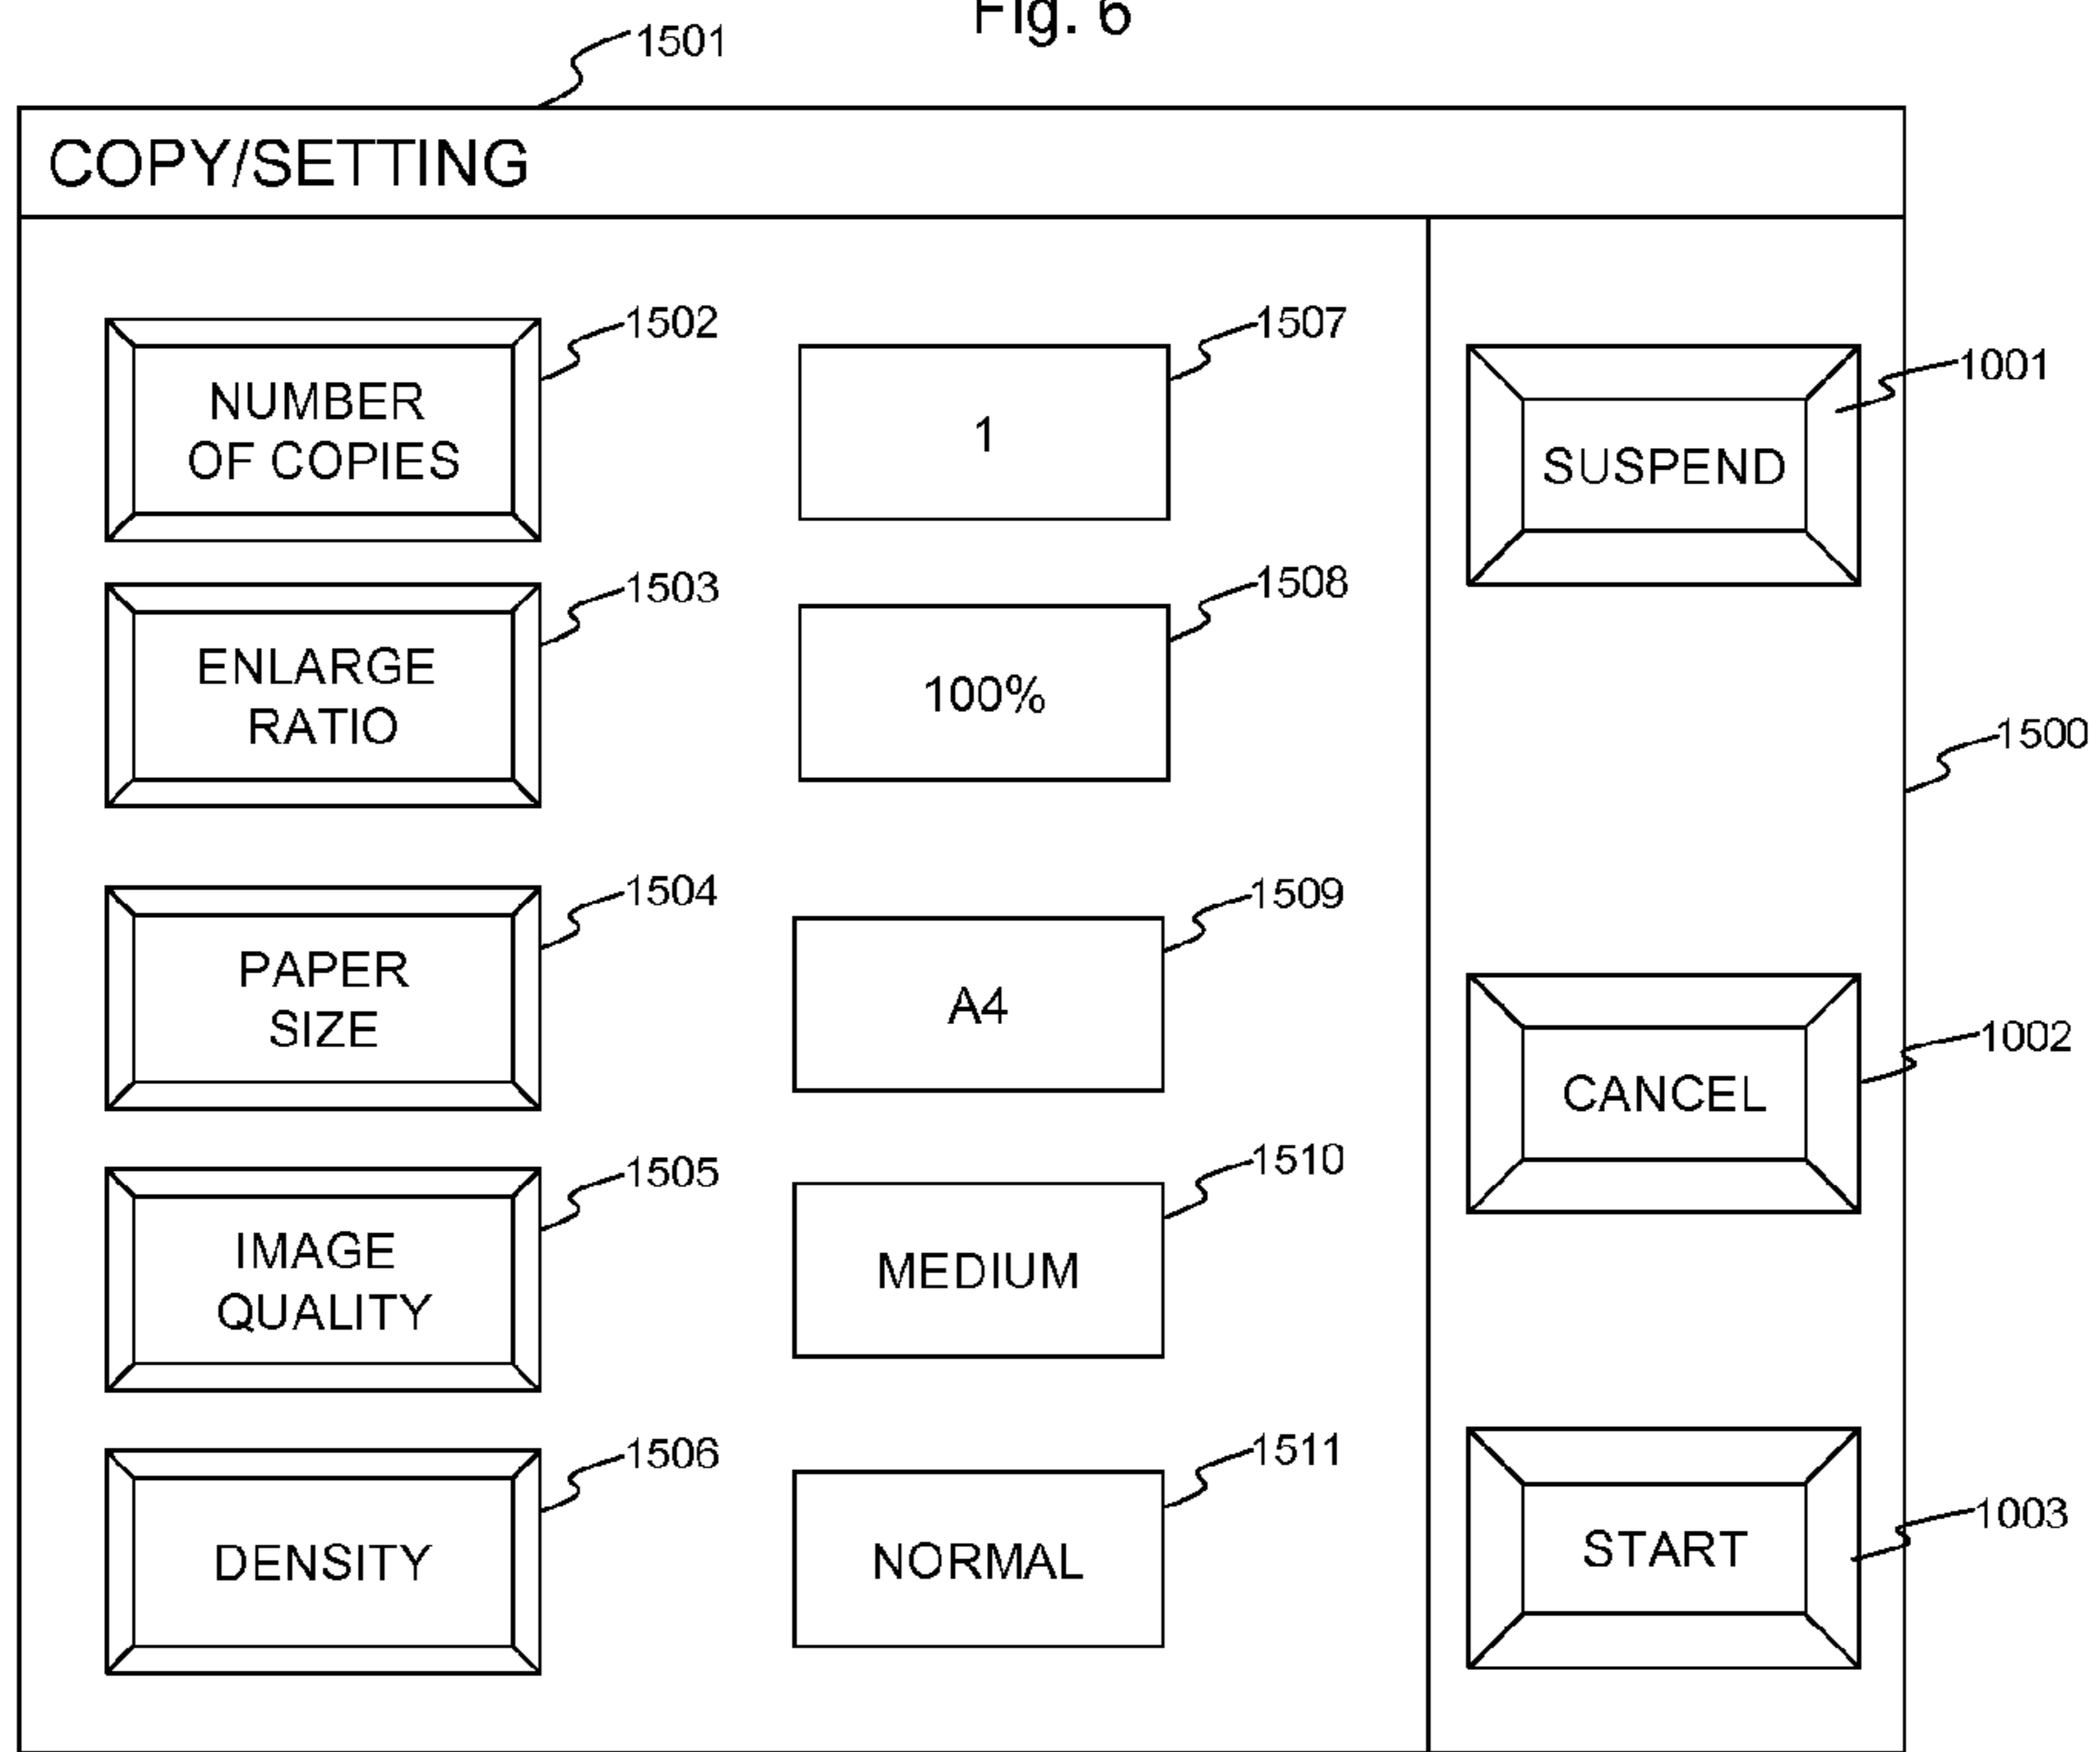 Fig. 6
1501
COPY/SETTING
1502
NUMBER
OF COPIES
1507
1
1001
SUSPEND
1503
ENLARGE
RATIO
1508
100%
1500
1504
PAPER
SIZE
1509
A4
1002
CANCEL
1505
IMAGE
QUALITY
1510
MEDIUM
1506
DENSITY
1511
NORMAL
1003
START